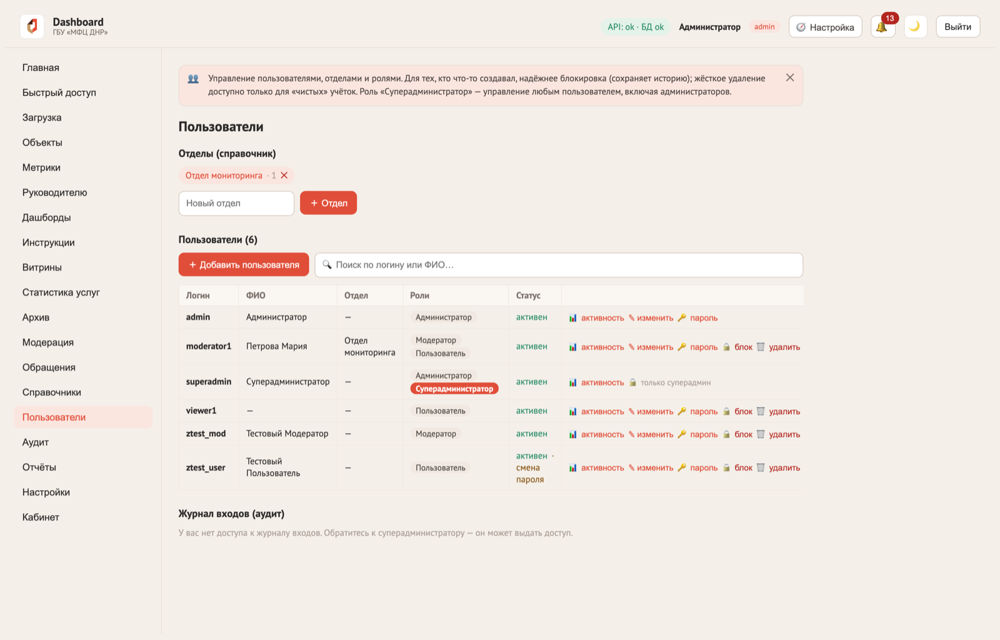 Dashboard
ГБУ «МФЦ ДНР»
API: ok · БД ok
Администратор
admin
Настройка
13
Выйти
Главная
Быстрый доступ
Загрузка
Объекты
Метрики
Руководителю
Дашборды
Инструкции
Витрины
Статистика услуг
Архив
Модерация
Обращения
Справочники
Пользователи
Аудит
Отчёты
Настройки
Кабинет
Управление пользователями, отделами и ролями. Для тех, кто что-то создавал, надёжнее блокировка (сохраняет историю); жёсткое удаление
доступно только для «чистых» учёток. Роль «Суперадминистратор» — управление любым пользователем, включая администраторов.
Пользователи
Отделы (справочник)
Отдел мониторинга · 1 ✕
Новый отдел
+ Отдел
Пользователи (6)
+ Добавить пользователя
Поиск по логину или ФИО…
Логин ФИО Отдел Роли Статус
admin Администратор — Администратор активен активность изменить пароль
moderator1 Петрова Мария Отдел мониторинга Модератор Пользователь активен активность изменить пароль блок удалить
superadmin Суперадминистратор — Администратор Суперадминистратор активен активность только суперадмин
viewer1 — — Пользователь активен активность изменить пароль блок удалить
ztest_mod Тестовый Модератор — Модератор активен активность изменить пароль блок удалить
ztest_user Тестовый Пользователь — Пользователь активен · смена пароля активность изменить пароль блок удалить
Журнал входов (аудит)
У вас нет доступа к журналу входов. Обратитесь к суперадминистратору — он может выдать доступ.